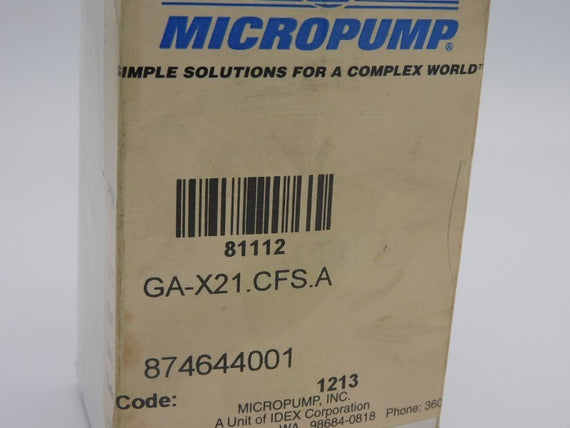 MICROPUMP®
SIMPLE SOLUTIONS FOR A COMPLEX WORLD™
81112
GA-X21.CFS.A
874644001
1213
Code:
MICROPUMP, INC.
A Unit of IDEX Corporation
WA 98684-0818 Phone: 360